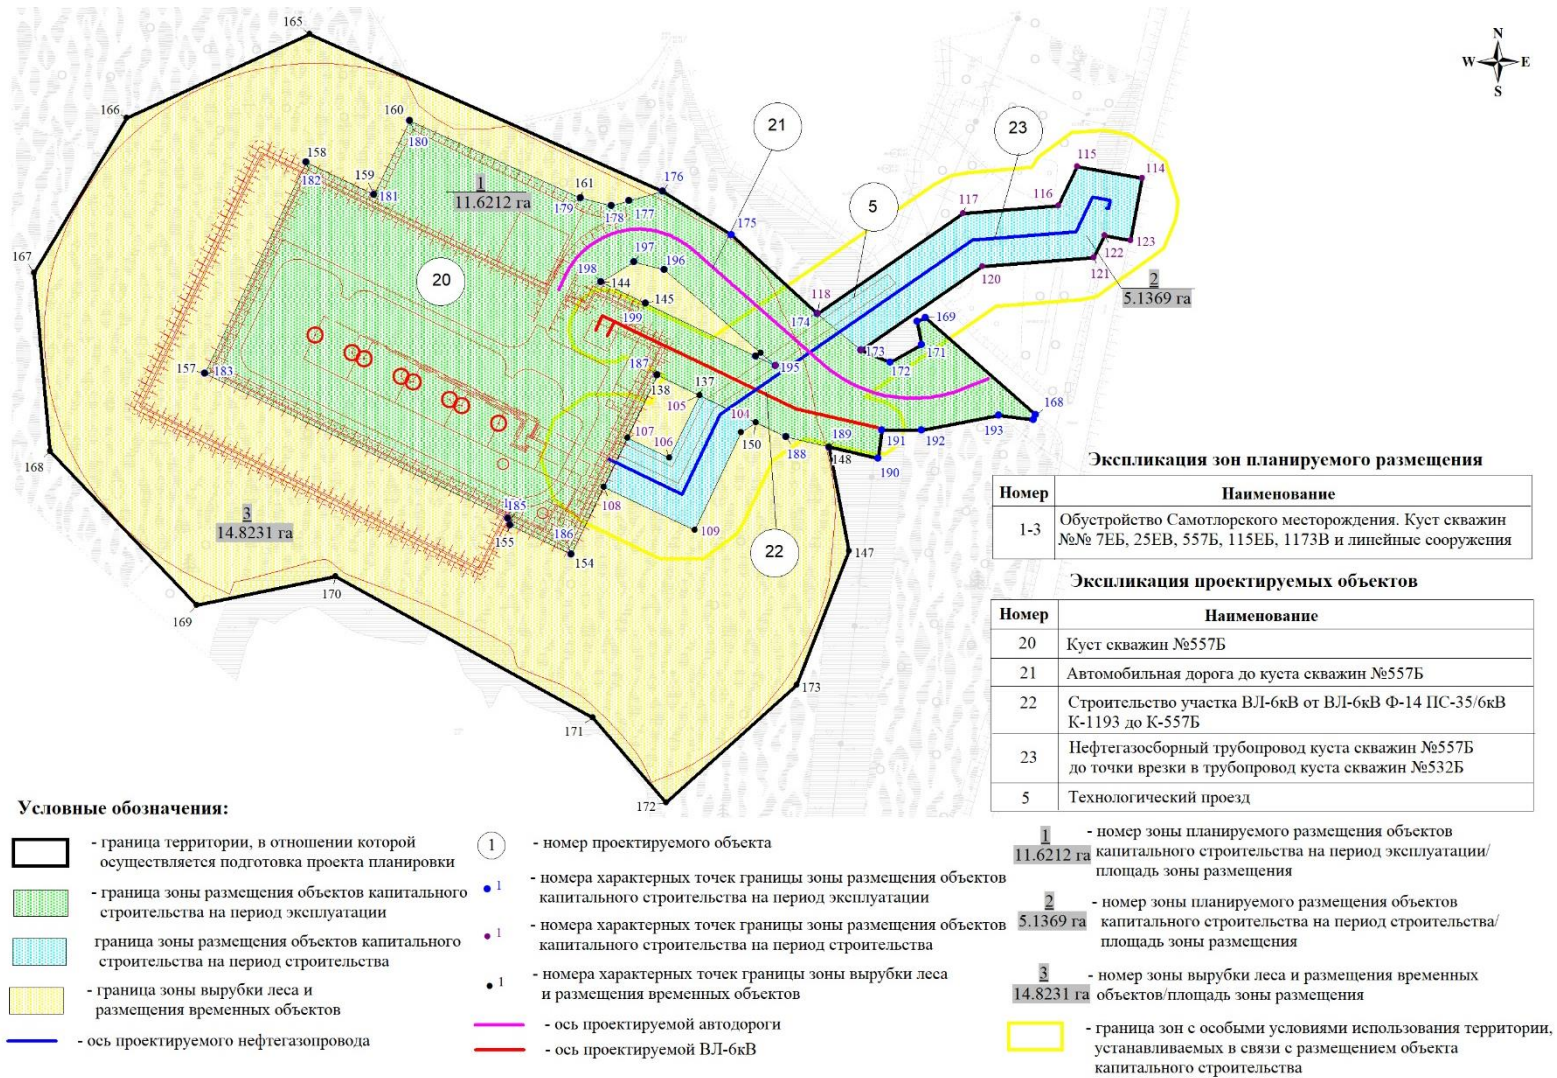 N
W E
S
165
166
160
180
158
182
159
181
1
11.6212 га
161
179
178
177
176
175
21
23
5
20
115
114
116
117
123
122
121
120
2
5.1369 га
118
174
173
172
171
169
168
193
192
191
190
189
148
188
150
104
195
196
197
198
144
145
199
187
138
137
105
106
107
108
109
22
147
167
157
183
168
3
14.8231 га
185
155
186
154
170
169
171
172
173
Экспликация зон планируемого размещения
Номер Наименование
1-3 Обустройство Самотлорского месторождения. Куст скважин
№№ 7ЕБ, 25ЕВ, 557Б, 115ЕБ, 1173В и линейные сооружения
Экспликация проектируемых объектов
Номер Наименование
20 Куст скважин №557Б
21 Автомобильная дорога до куста скважин №557Б
22 Строительство участка ВЛ-6кВ от ВЛ-6кВ Ф-14 ПС-35/6кВ
К-1193 до К-557Б
23 Нефтегазосборный трубопровод куста скважин №557Б
до точки врезки в трубопровод куста скважин №532Б
5 Технологический проезд
Условные обозначения:
- граница территории, в отношении которой
осуществляется подготовка проекта планировки
- граница зоны размещения объектов капитального
строительства на период эксплуатации
граница зоны размещения объектов капитального
строительства на период строительства
- граница зоны вырубки леса и
размещения временных объектов
- ось проектируемого нефтегазопровода
1 - номер проектируемого объекта
1 - номера характерных точек границы зоны размещения объектов
капитального строительства на период эксплуатации
1 - номера характерных точек границы зоны размещения объектов
капитального строительства на период строительства
1 - номера характерных точек границы зоны вырубки леса
и размещения временных объектов
- ось проектируемой автодороги
- ось проектируемой ВЛ-6кВ
1
11.6212 га
- номер зоны планируемого размещения объектов
капитального строительства на период эксплуатации/
площадь зоны размещения
2
5.1369 га
- номер зоны планируемого размещения объектов
капитального строительства на период строительства/
площадь зоны размещения
3
14.8231 га
- номер зоны вырубки леса и размещения временных
объектов/площадь зоны размещения
- граница зон с особыми условиями использования территории,
устанавливаемых в связи с размещением объекта
капитального строительства